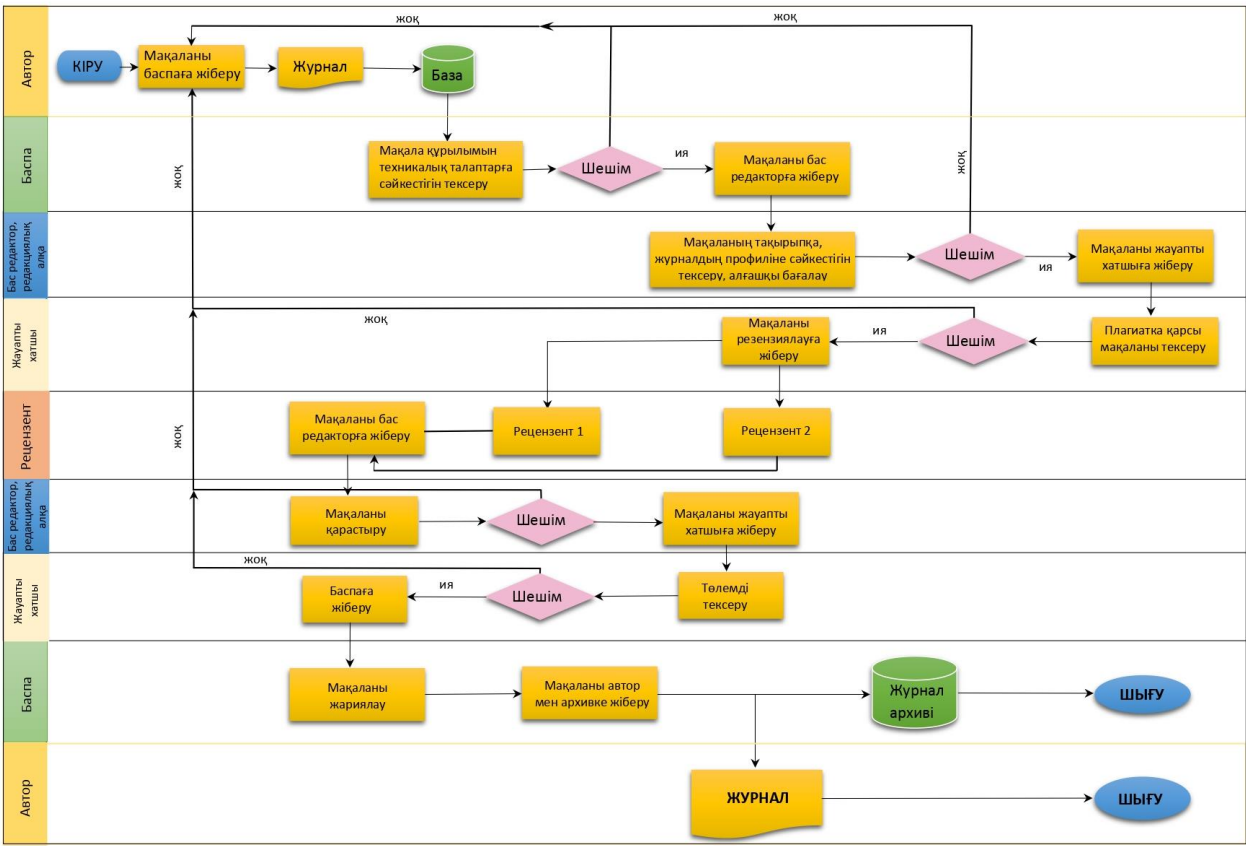 жоқ
жоқ
Автор
КІРУ
Мақаланы
баспаға жіберу
Журнал
База
Баспа
жоқ
Мақала құрылымын
техникалық талаптарға
сәйкестігін тексеру
Шешім
ИЯ
Мақаланы бас
редакторға жіберу
жоқ
Бас редактор,
редакциялық
алқа
Мақаланың тақырыпқа,
журналдың профиліне сәйкестігін
тексеру, алғашқы бағалау
Шешім
ИЯ
Мақаланы жауапты
хатшыға жіберу
Жауапты
хатшы
жоқ
Мақаланы
резензиялауға
жіберу
ИЯ
Шешім
Плагиатка қарсы
мақаланы тексеру
Рецензент
жоқ
Мақаланы бас
редакторға жіберу
Рецензент 1
Рецензент 2
Бас редактор,
редакциялық
алқа
Мақаланы
қарастыру
Шешім
Мақаланы жауапты
хатшыға жіберу
Жауапты
хатшы
жоқ
Баспаға
жіберу
ИЯ
Шешім
Төлемді
тексеру
Баспа
Мақаланы
жариялау
Мақаланы автор
мен архивке жіберу
Журнал
архиві
ШЫҒУ
Автор
ЖУРНАЛ
ШЫҒУ